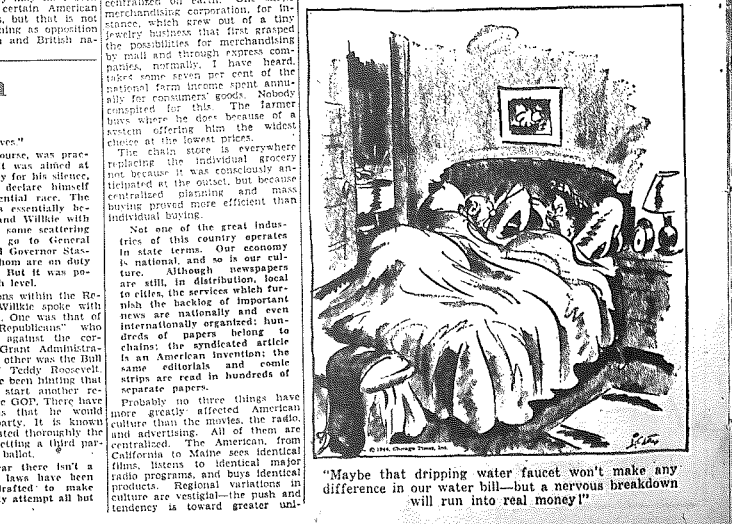 certain American
s, but that is not
ning as opposition
n and British na-
ves."
ourse, was prac-
t was aimed at
y for his silence,
declare himself
ential race. The
a essentially be-
and Willkie with
some scattering
go to General
d Governor Stas-
hom are on duty
But it was po-
h level.
ons within the Re-
Willkie spoke with
. One was that of
Republicans" who
against the cor-
Grant Administra-
other was the Bull
Teddy Roosevelt.
e been hinting that
start another re-
e GOP. There have
s that he would
party. It is known
ated thoroughly the
etting a third par-
ballot.
ar there isn't a
laws have been
rafted to make
y attempt all but
centralized on earth.
merchandising corporation, for in-
stance, which grew out of a tiny
jewelry business that first grasped
the possibilities for merchandising
by mail and through express com-
panies, normally, I have heard,
takes some seven per cent of the
national farm income spent annu-
ally for consumers' goods. Nobody
conspired for this. The farmer
buys where he does because of a
system offering him the widest
choice at the lowest prices.
The chain store is everywhere
replacing the individual grocery
not because it was consciously an-
ticipated at the outset, but because
centralized planning and mass
buying proved more efficient than
individual buying.
Not one of the great indus-
tries of this country operates
in state terms. Our economy
is national, and so is our cul-
ture. Although newspapers
are still, in distribution, local
to cities, the services which fur-
nish the backlog of important
news are nationally and even
internationally organized; hun-
dreds of papers belong to
chains; the syndicated article
is an American invention; the
same editorials and comic
strips are read in hundreds of
separate papers.
Probably no three things have
more greatly affected American
culture than the movies, the radio,
and advertising. All of them are
centralized. The American, from
California to Maine sees identical
films, listens to identical major
radio programs, and buys identical
products. Regional variations in
culture are vestigial—the push and
tendency is toward greater uni-
© 1944, Chicago Times, Inc.
"Maybe that dripping water faucet won't make any
difference in our water bill—but a nervous breakdown
will run into real money!"